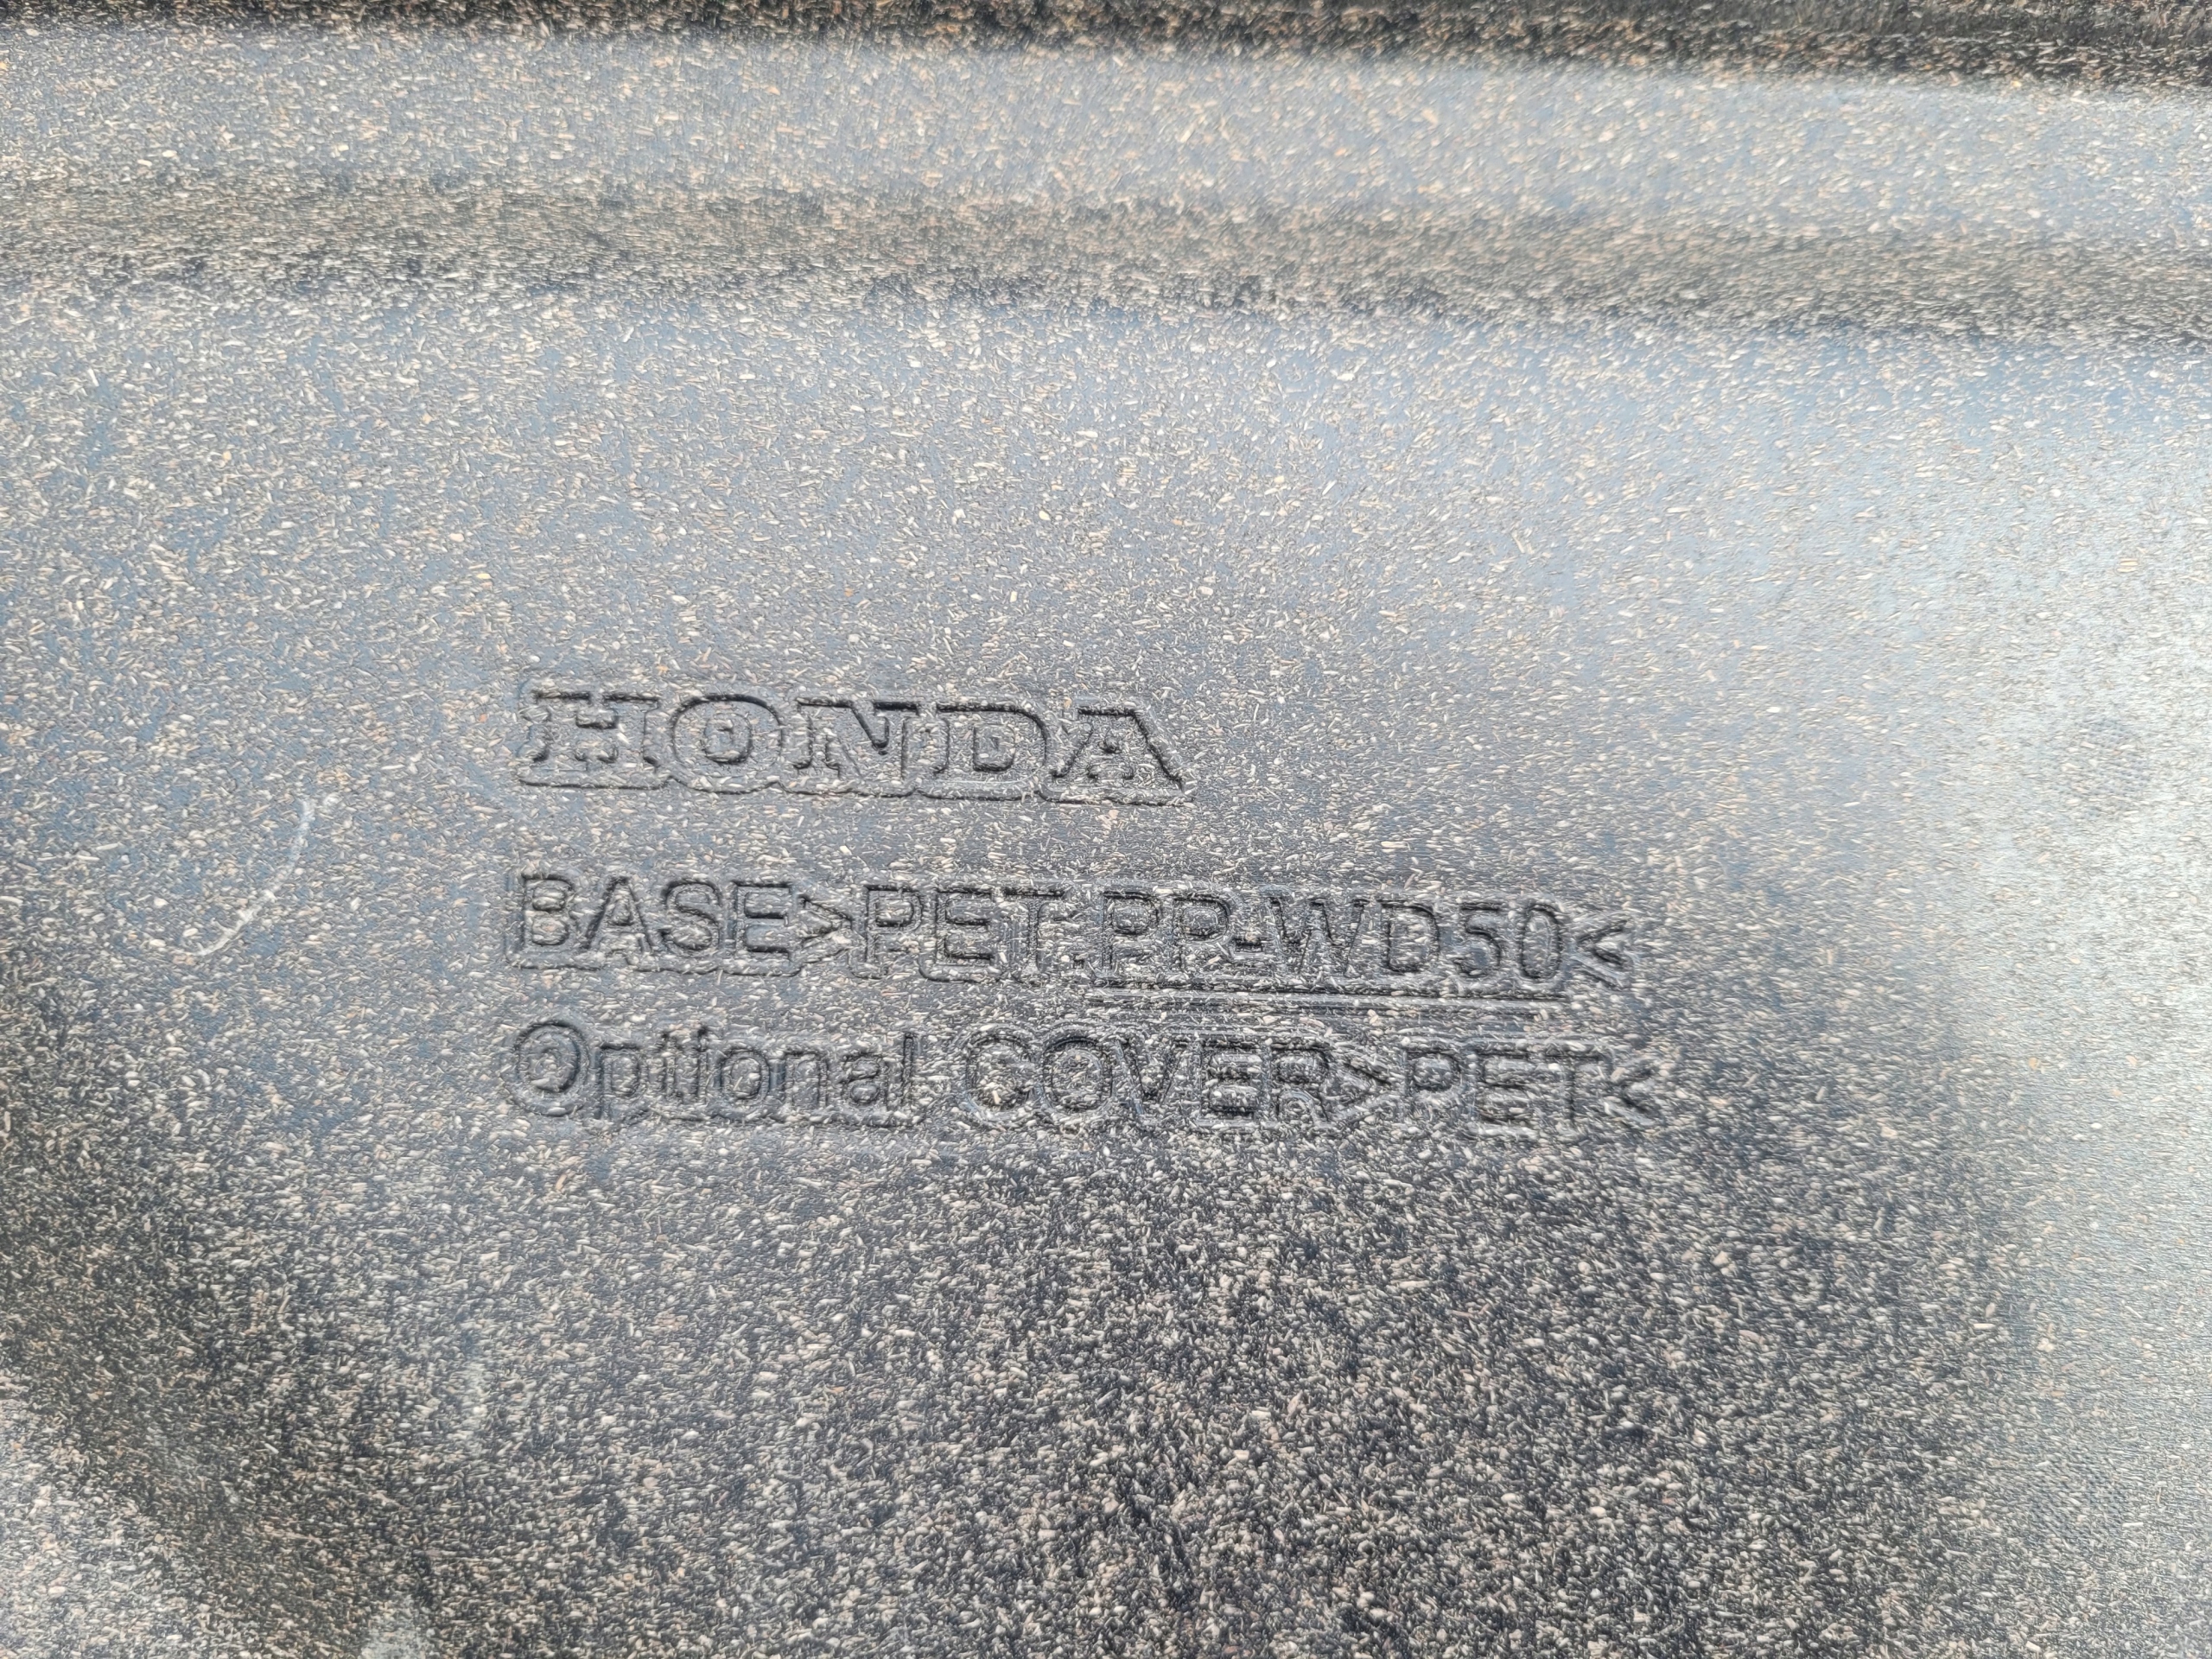 HONDA
BASE>PET.PP-WD50<
Optional COVER>PET<